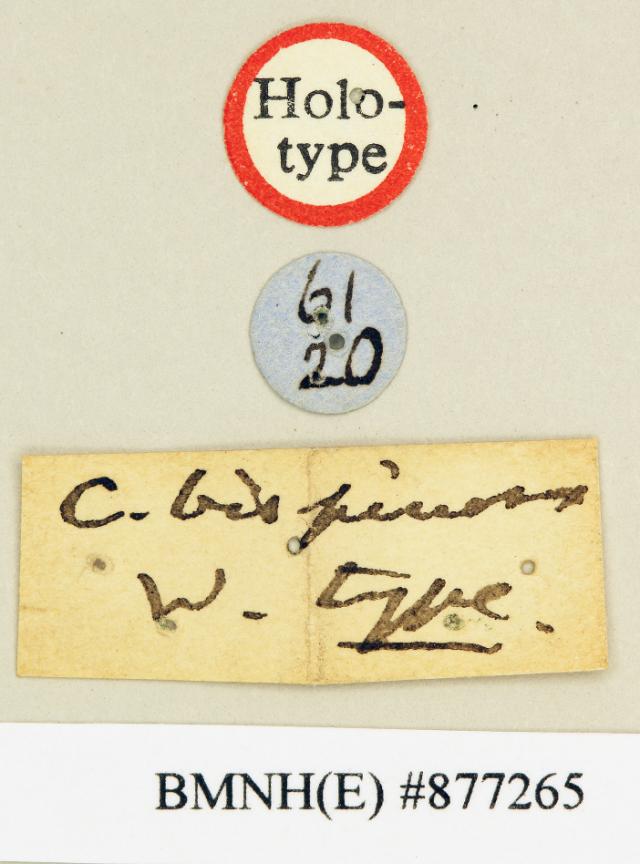 Holo-
type
61
20
C. bispinosus
W. type.
BMNH(E) #877265